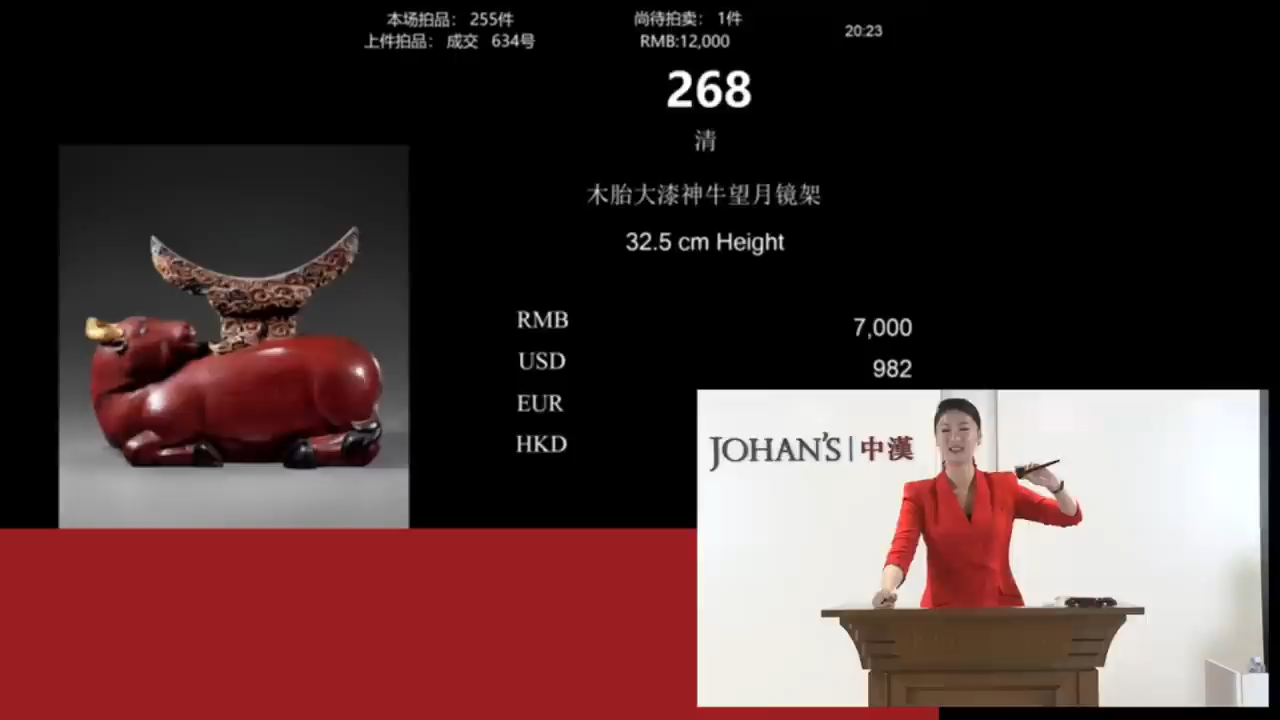 本场拍品： 255件
尚待拍卖： 1件
上件拍品： 成交 634号
RMB:12,000
20:23
268
清
木胎大漆神牛望月镜架
32.5 cm Height
RMB 7,000
USD 982
EUR
HKD
JOHAN'S | 中漢